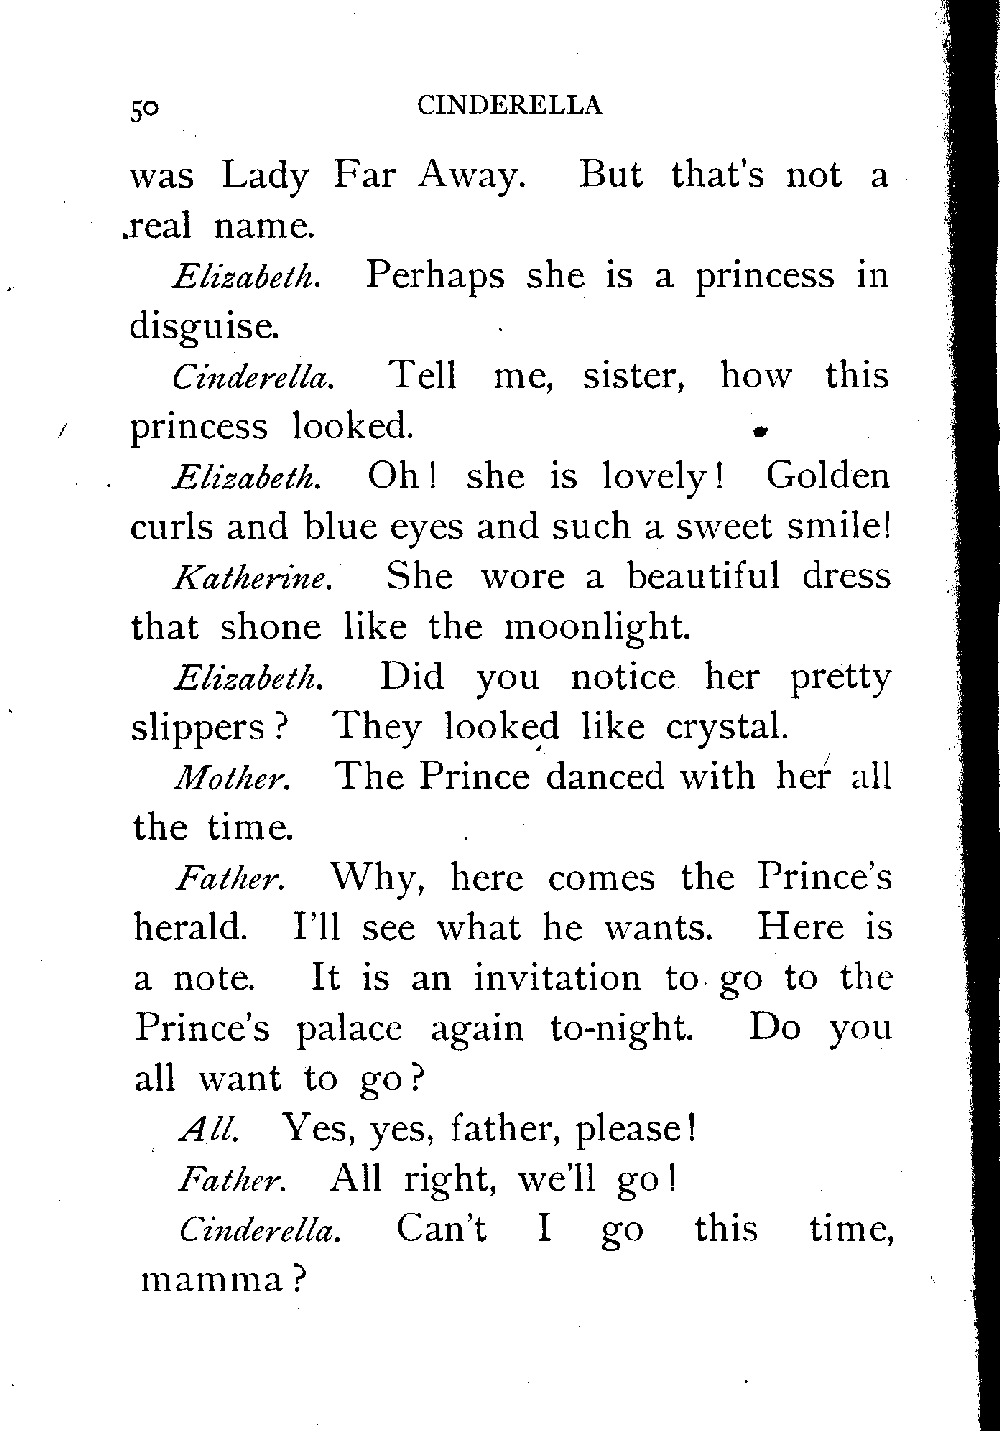 50 CINDERELLA
was Lady Far Away. But that's not a
real name.
Elizabeth. Perhaps she is a princess in
disguise.
Cinderella. Tell me, sister, how this
princess looked.
Elizabeth. Oh! she is lovely! Golden
curls and blue eyes and such a sweet smile!
Katherine. She wore a beautiful dress
that shone like the moonlight.
Elizabeth. Did you notice her pretty
slippers? They looked like crystal.
Mother. The Prince danced with her all
the time.
Father. Why, here comes the Prince's
herald. I'll see what he wants. Here is
a note. It is an invitation to go to the
Prince's palace again to-night. Do you
all want to go?
All. Yes, yes, father, please!
Father. All right, we'll go!
Cinderella. Can't I go this time,
mamma?